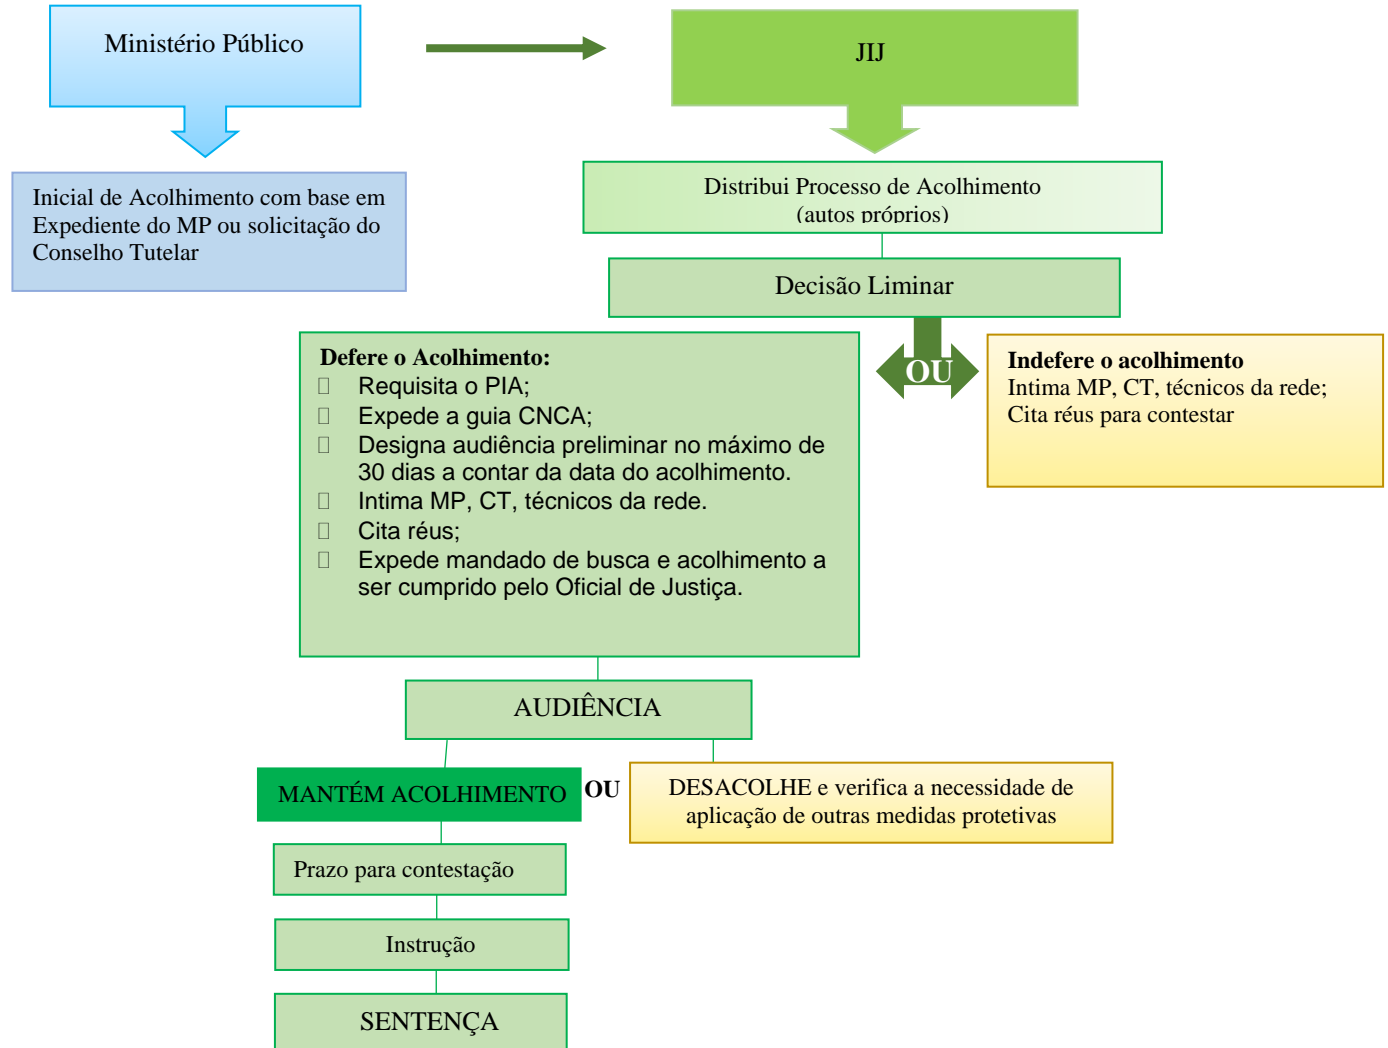 Ministério Público
JIJ
Inicial de Acolhimento com base em
Expediente do MP ou solicitação do
Conselho Tutelar
Distribui Processo de Acolhimento
(autos próprios)
Decisão Liminar
Defere o Acolhimento:
Requisita o PIA;
Expede a guia CNCA;
Designa audiência preliminar no máximo de
30 dias a contar da data do acolhimento.
Intima MP, CT, técnicos da rede.
Cita réus;
Expede mandado de busca e acolhimento a
ser cumprido pelo Oficial de Justiça.
OU
Indefere o acolhimento
Intima MP, CT, técnicos da rede;
Cita réus para contestar
AUDIÊNCIA
MANTÉM ACOLHIMENTO
OU
DESACOLHE e verifica a necessidade de
aplicação de outras medidas protetivas
Prazo para contestação
Instrução
SENTENÇA